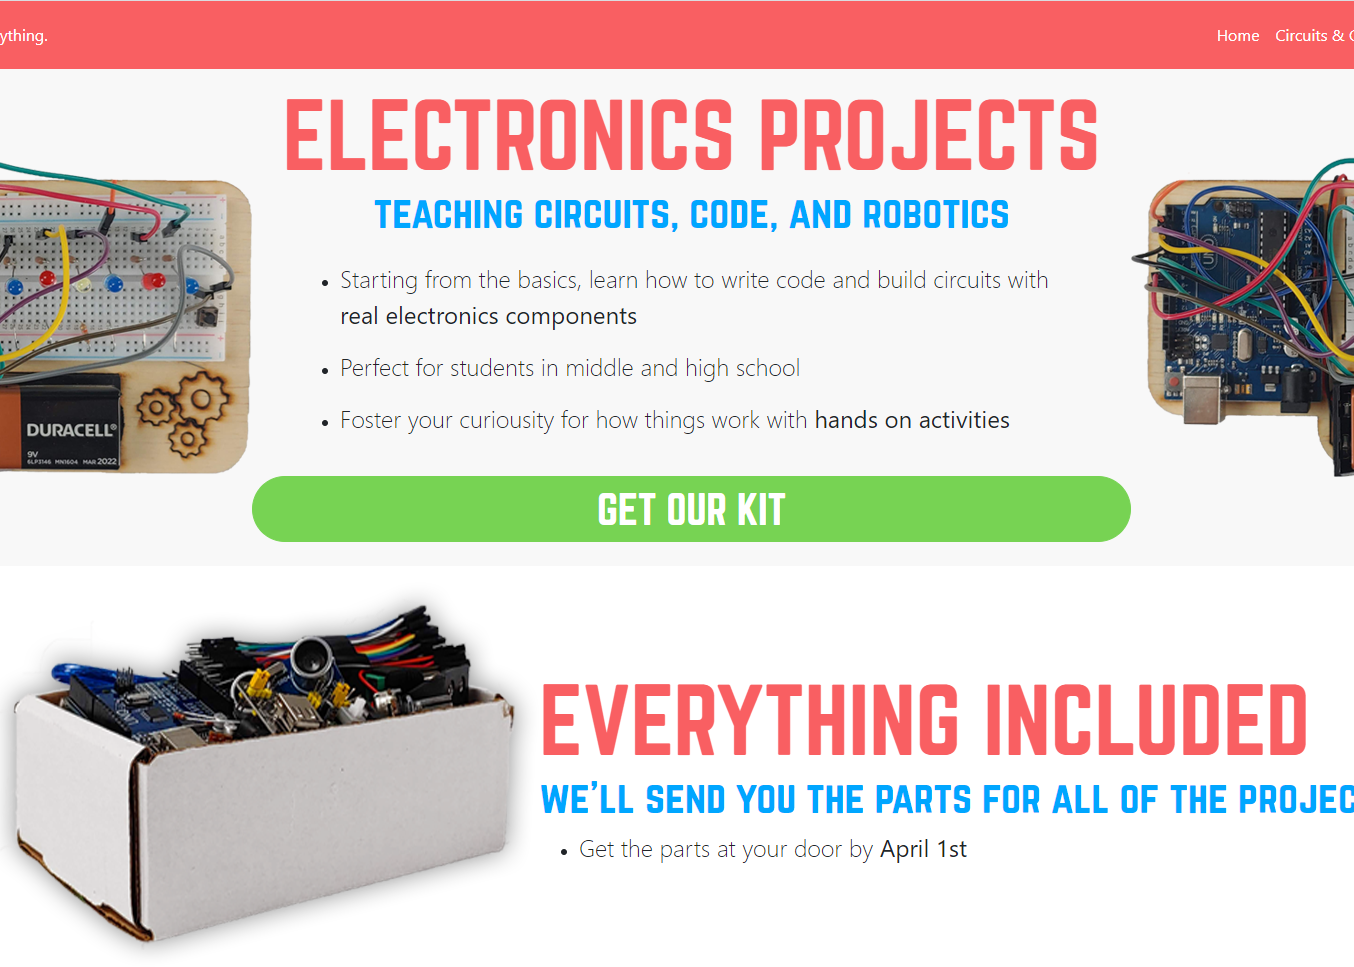 ything.
Home Circuits &
ELECTRONICS PROJECTS
TEACHING CIRCUITS, CODE, AND ROBOTICS
Starting from the basics, learn how to write code and build circuits with
real electronics components
Perfect for students in middle and high school
Foster your curiousity for how things work with hands on activities
DURACELL
9V
6LP3146 MN1604 MAR 2022
GET OUR KIT
EVERYTHING INCLUDED
WE'LL SEND YOU THE PARTS FOR ALL OF THE PROJEC
Get the parts at your door by April 1st